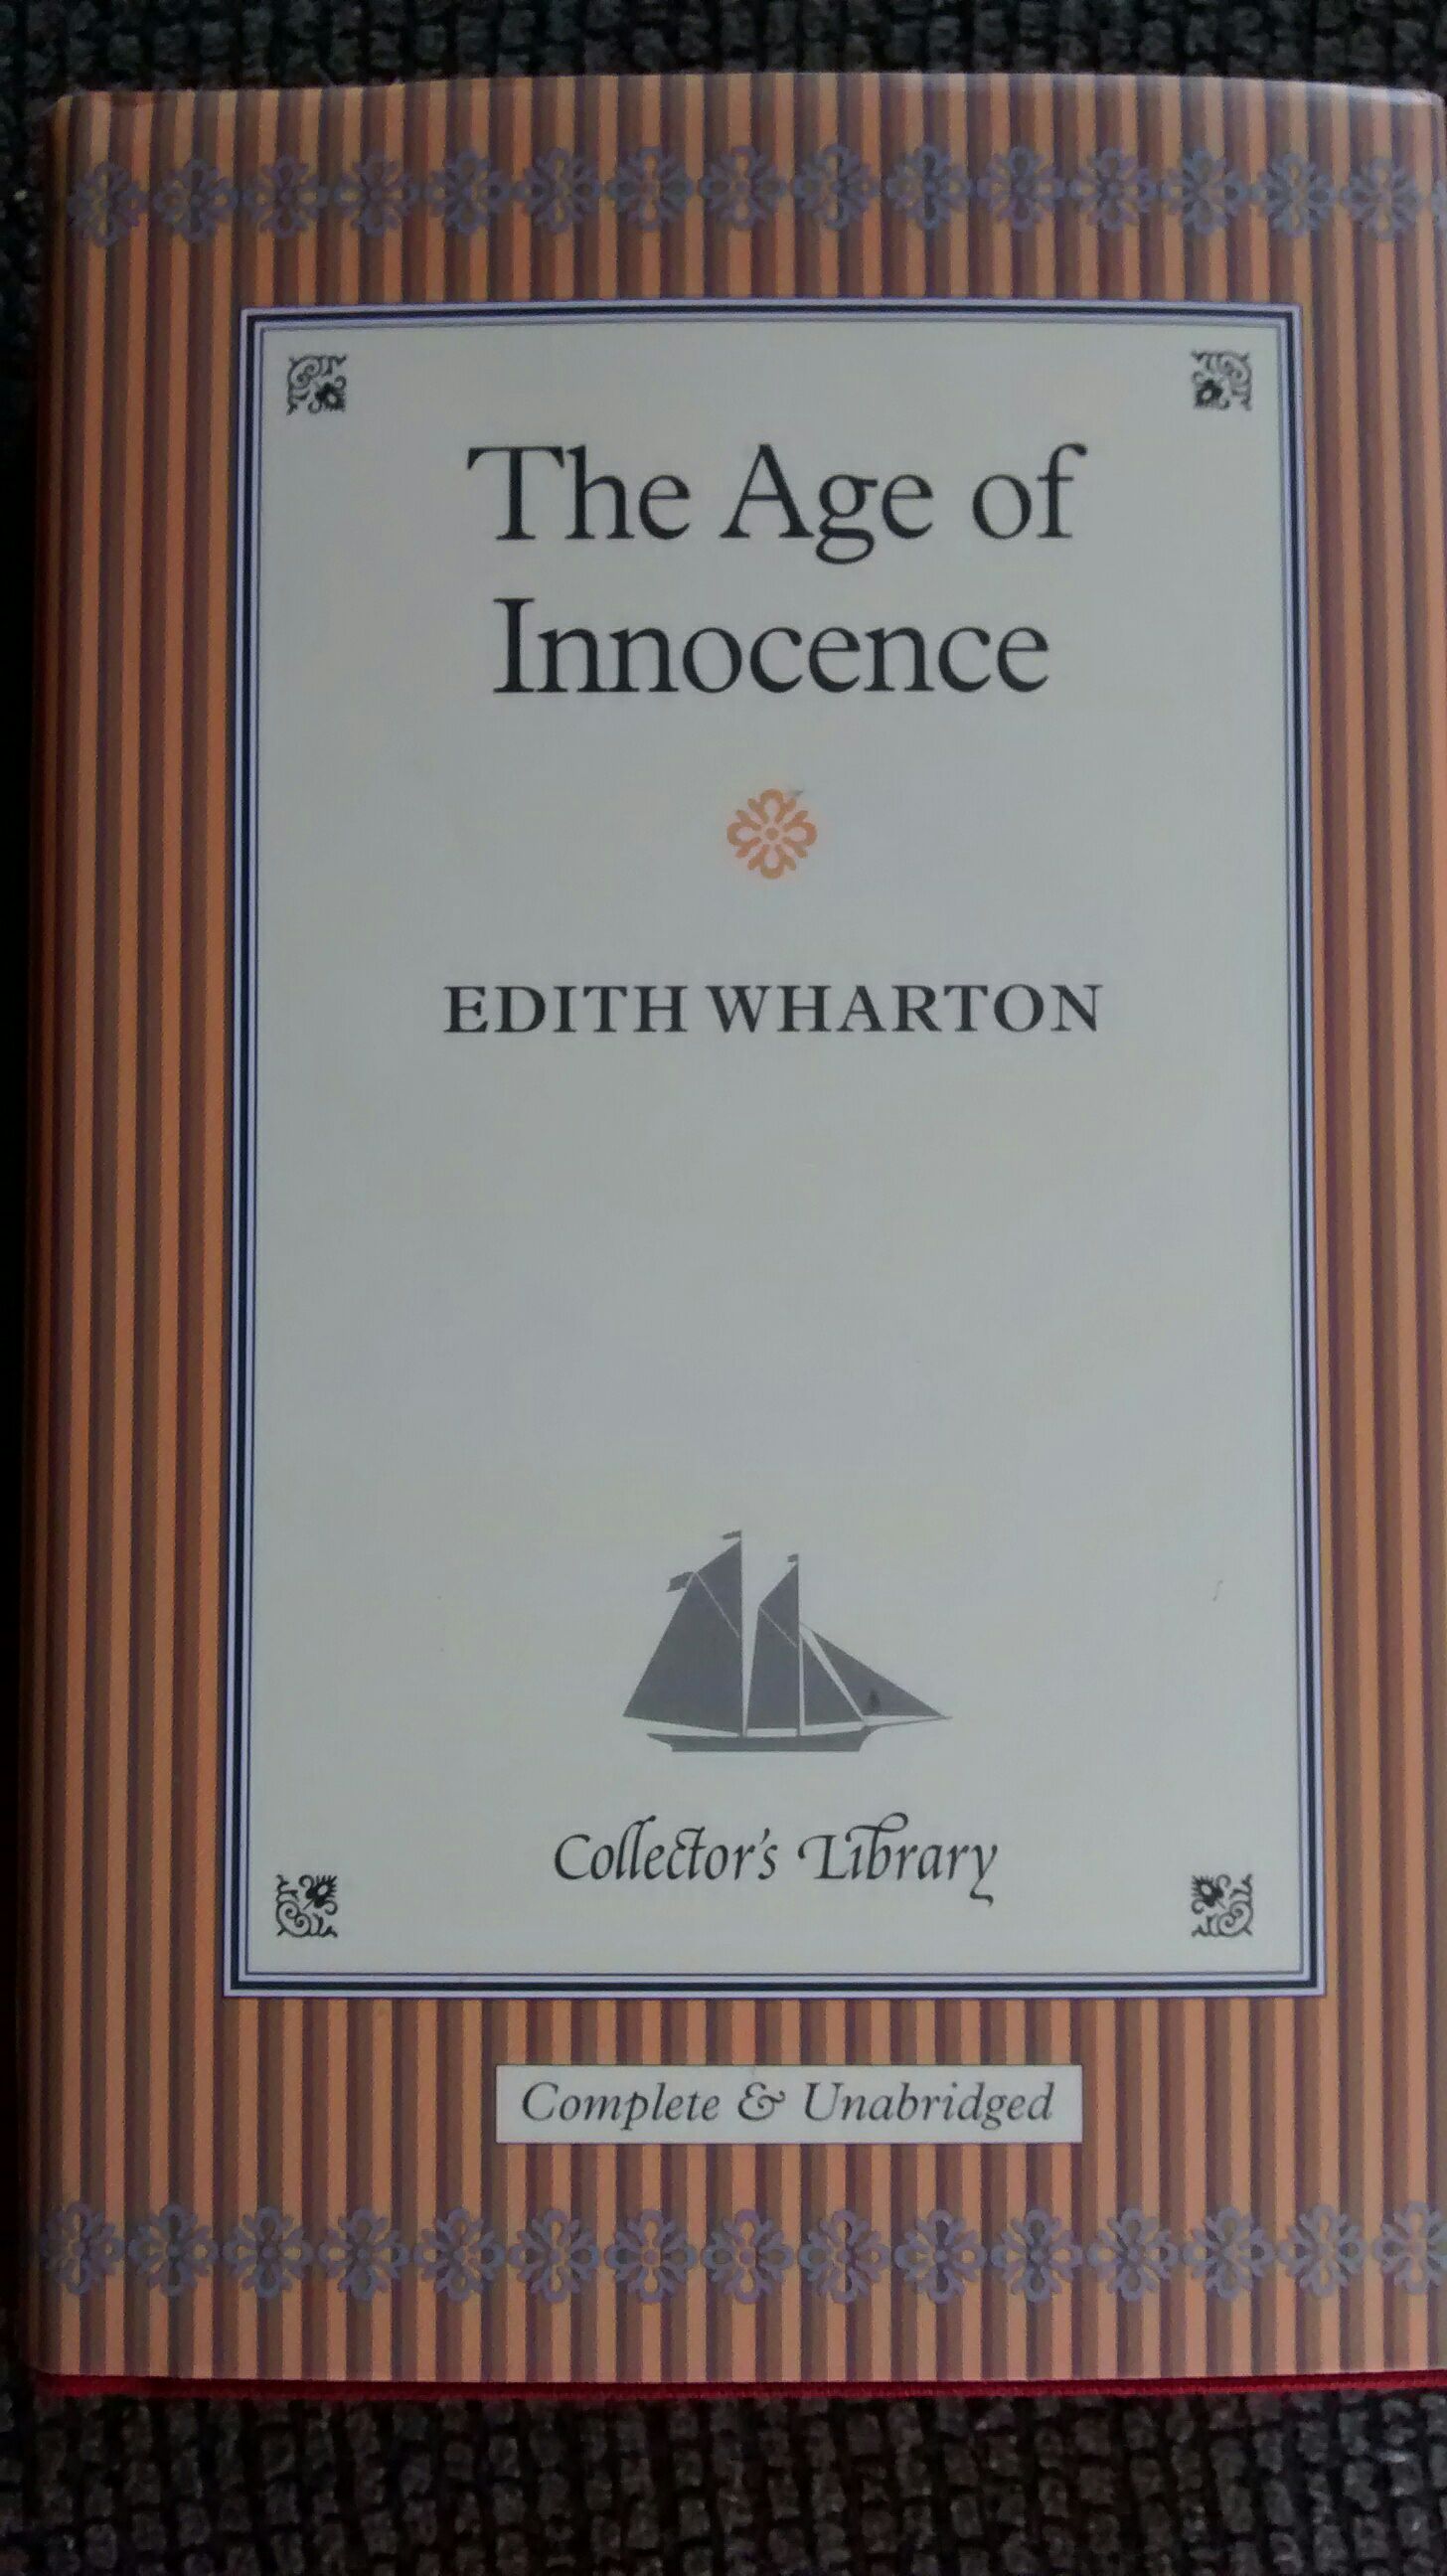 The Age of
Innocence
EDITH WHARTON
Collector's Library
Complete & Unabridged